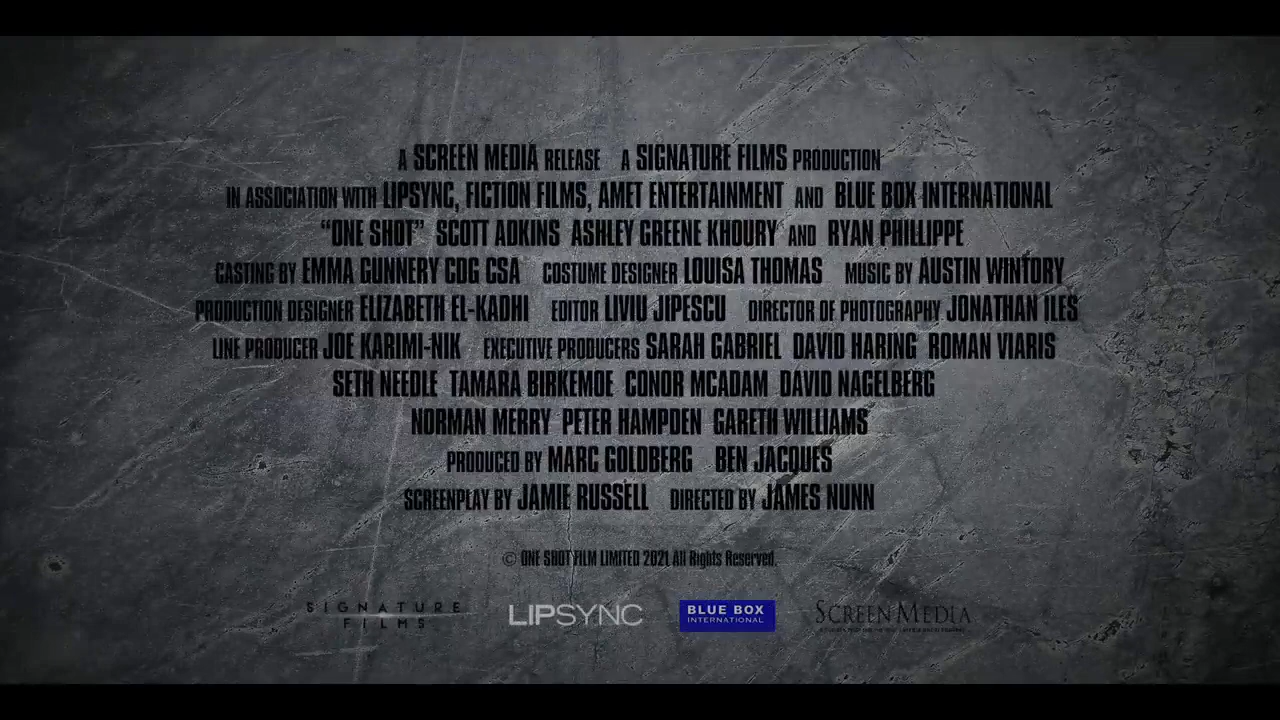 A SCREEN MEDIA RELEASE A SIGNATURE FILMS PRODUCTION
IN ASSOCIATION WITH LIPSYNC, FICTION FILMS, AMET ENTERTAINMENT AND BLUE BOX INTERNATIONAL
“ONE SHOT” SCOTT ADKINS ASHLEY GREENE KHOURY AND RYAN PHILLIPPE
CASTING BY EMMA GUNNERY CDG CSA COSTUME DESIGNER LOUISA THOMAS MUSIC BY AUSTIN WINTORY
PRODUCTION DESIGNER ELIZABETH EL-KADHI EDITOR LIVIU JIPESCU DIRECTOR OF PHOTOGRAPHY JONATHAN ILES
LINE PRODUCER JOE KARIMI-NIK EXECUTIVE PRODUCERS SARAH GABRIEL DAVID HARING ROMAN VIARIS
SETH NEEDLE TAMARA BIRKEMOE CONOR MCADAM DAVID NAGELBERG
NORMAN MERRY PETER HAMPDEN GARETH WILLIAMS
PRODUCED BY MARC GOLDBERG BEN JACQUES
SCREENPLAY BY JAMIE RUSSELL DIRECTED BY JAMES NUNN
© ONE SHOT FILM LIMITED 2021 All Rights Reserved.
SIGNATURE
FILMS
LIPSYNC
BLUE BOX
INTERNATIONAL
SCREEN MEDIA